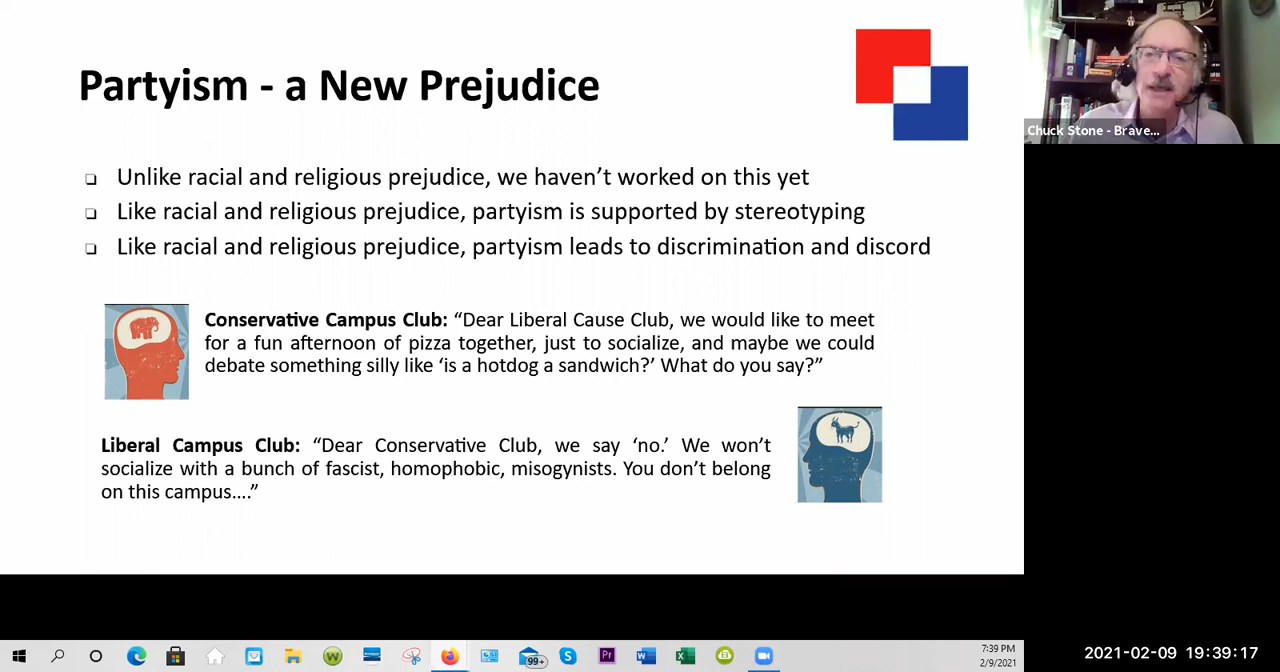 Partyism - a New Prejudice
Chuck Stone - Brave...
❑ Unlike racial and religious prejudice, we haven’t worked on this yet
❑ Like racial and religious prejudice, partyism is supported by stereotyping
❑ Like racial and religious prejudice, partyism leads to discrimination and discord
Conservative Campus Club: “Dear Liberal Cause Club, we would like to meet
for a fun afternoon of pizza together, just to socialize, and maybe we could
debate something silly like ‘is a hotdog a sandwich?’ What do you say?”
Liberal Campus Club: “Dear Conservative Club, we say ‘no.’ We won’t
socialize with a bunch of fascist, homophobic, misogynists. You don’t belong
on this campus....”
99+
7:39 PM
2/9/2021
2021-02-09 19:39:17